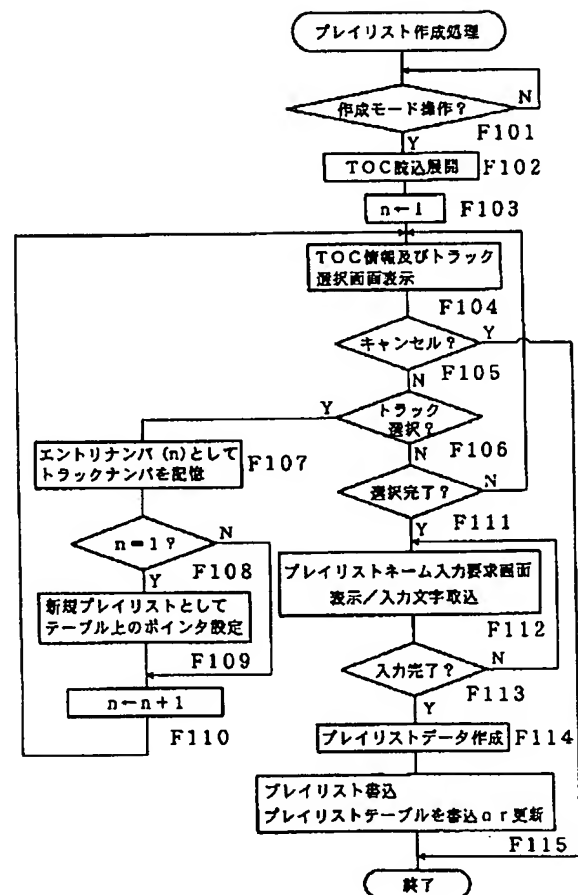 プレイリスト作成処理
N
作成モード操作？
F101
Y
TOC読込展開
F102
n←1
F103
TOC情報及びトラック
選択画面表示
F104
キャンセル？
Y
F105
N
Y
トラック
選択？
F106
N
エントリナンバ(n)として
トラックナンバを記憶
F107
選択完了？
N
F111
Y
n=1？
N
F108
Y
プレイリストネーム入力要求画面
表示／入力文字取込
F112
新規プレイリストとして
テーブル上のポインタ設定
F109
入力完了？
N
F113
Y
n←n+1
F110
プレイリストデータ作成
F114
プレイリスト書込
プレイリストテーブルを書込or更新
F115
終了